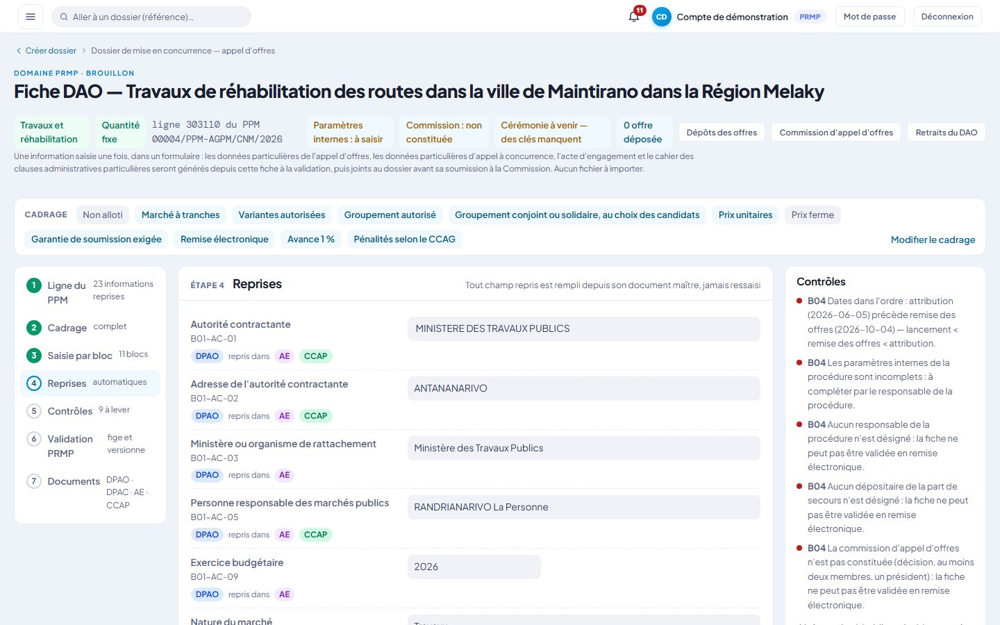 Aller à un dossier (référence)...
11
CD
Compte de démonstration
PRMP
Mot de passe
Déconnexion
Créer dossier
Dossier de mise en concurrence — appel d'offres
DOMAINE PRMP · BROUILLON
Fiche DAO — Travaux de réhabilitation des routes dans la ville de Maintirano dans la Région Melaky
Travaux et
réhabilitation
Quantité
fixe
ligne 303110 du PPM
00004/PPM-AGPM/CNM/2026
Paramètres
internes : à saisir
Commission : non
constituée
Cérémonie à venir —
des clés manquent
0 offre
déposée
Dépôts des offres
Commission d'appel d'offres
Retraits du DAO
Une information saisie une fois, dans un formulaire : les données particulières de l'appel d'offres, les données particulières d'appel à concurrence, l'acte d'engagement et le cahier des
clauses administratives particulières seront générés depuis cette fiche à la validation, puis joints au dossier avant sa soumission à la Commission. Aucun fichier à importer.
CADRAGE
Non alloti
Marché à tranches
Variantes autorisées
Groupement autorisé
Groupement conjoint ou solidaire, au choix des candidats
Prix unitaires
Prix ferme
Garantie de soumission exigée
Remise électronique
Avance 1 %
Pénalités selon le CCAG
Modifier le cadrage
1
Ligne du
PPM
23 informations
reprises
2
Cadrage
complet
3
Saisie par bloc
11 blocs
4
Reprises
automatiques
5
Contrôles
9 à lever
6
Validation
PRMP
fige et
versionne
7
Documents
DPAO ·
DPAC · AE ·
CCAP
ÉTAPE 4
Reprises
Tout champ repris est rempli depuis son document maître, jamais ressaisi
Autorité contractante
B01-AC-01
DPAO repris dans AE CCAP
MINISTERE DES TRAVAUX PUBLICS
Adresse de l'autorité contractante
B01-AC-02
DPAO repris dans AE CCAP
ANTANANARIVO
Ministère ou organisme de rattachement
B01-AC-03
DPAO repris dans AE
Ministère des Travaux Publics
Personne responsable des marchés publics
B01-AC-05
DPAO repris dans AE CCAP
RANDRIANARIVO La Personne
Exercice budgétaire
B01-AC-09
DPAO repris dans AE
2026
Nature du marché
Contrôles
B04 Dates dans l'ordre : attribution
(2026-06-05) précède remise des
offres (2026-10-04) — lancement <
remise des offres < attribution.
B04 Les paramètres internes de la
procédure sont incomplets : à
compléter par le responsable de la
procédure.
B04 Aucun responsable de la
procédure n'est désigné : la fiche ne
peut pas être validée en remise
électronique.
B04 Aucun dépositaire de la part de
secours n'est désigné : la fiche ne peut
pas être validée en remise
électronique.
B04 La commission d'appel d'offres
n'est pas constituée (décision, au moins
deux membres, un président) : la fiche
ne peut pas être validée en remise
électronique.